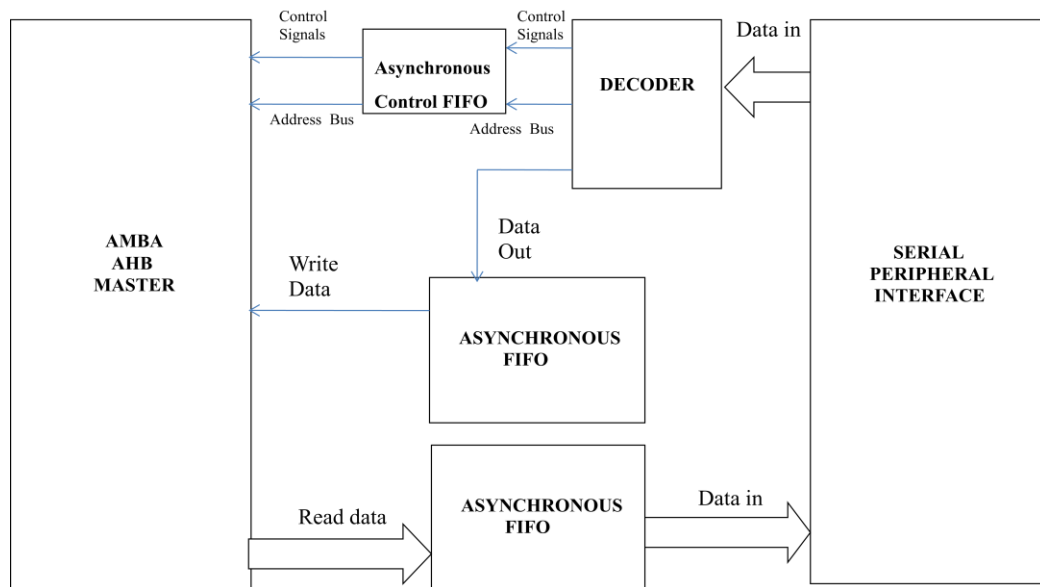 Control
Signals
Control
Signals
Data in
Asynchronous
Control FIFO
DECODER
Address Bus
Address Bus
AMBA
AHB
MASTER
Data
Out
Write
Data
SERIAL
PERIPHERAL
INTERFACE
ASYNCHRONOUS
FIFO
ASYNCHRONOUS
FIFO
Read data
Data in